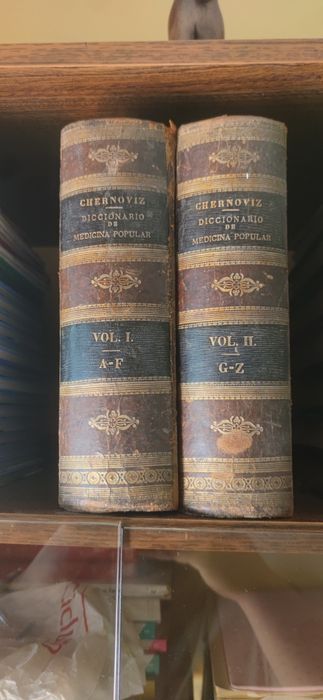 CHERNOVIZ
DICCIONARIO
DE
MEDICINA POPULAR
VOL. I.
A-F
CHERNOVIZ
DICCIONARIO
DE
MEDICINA POPULAR
VOL. II.
G-Z